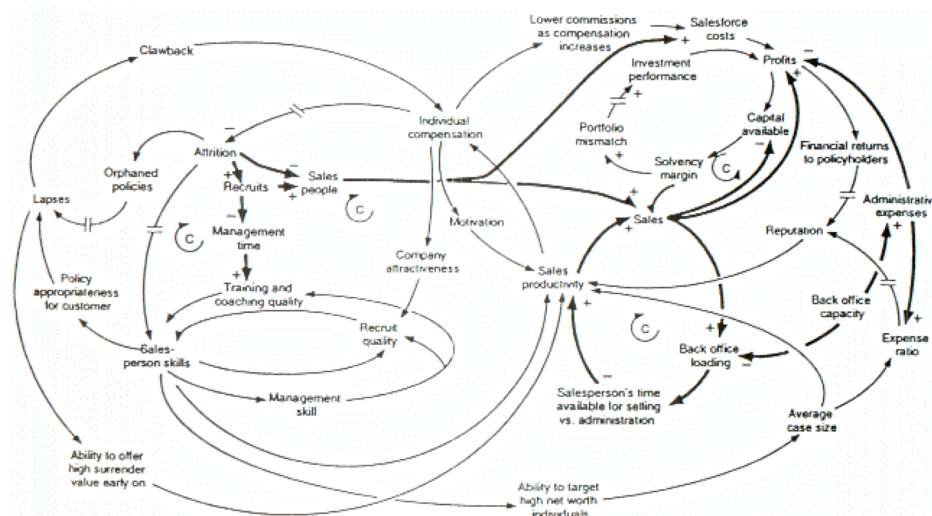 Lower commissions
as compensation
increases
Salesforce
costs
Clawback
Investment
performance
Profits
Individual
compensation
Capital
available
Portfolio
mismatch
Attrition
Financial returns
to policyholders
Orphaned
policies
Recruits
Sales
people
Solvency
margin
C
C
Lapses
Administrative
expenses
Sales
Motivation
Reputation
C
Management
time
Company
attractiveness
Sales
productivity
Policy
appropriateness
for customer
Training and
coaching quality
Back office
capacity
Recruit
quality
C
Expense
ratio
Sales-
person skills
Back office
loading
Management
skill
Salesperson's time
available for selling
vs. administration
Average
case size
Ability to offer
high surrender
value early on
Ability to target
high net worth
individuals